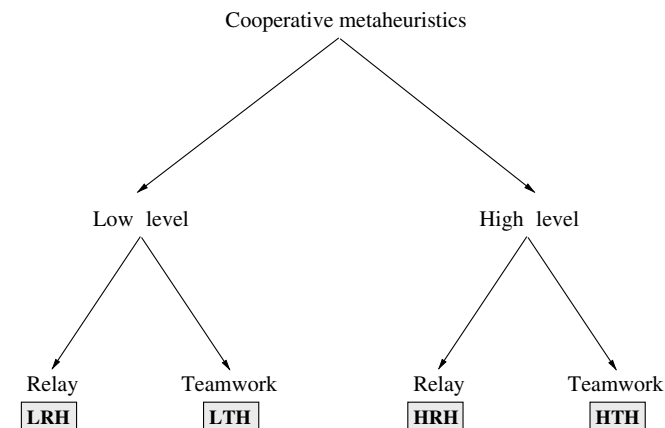 Cooperative metaheuristics
Low level
High level
Relay
Teamwork
Relay
Teamwork
LRH
LTH
HRH
HTH